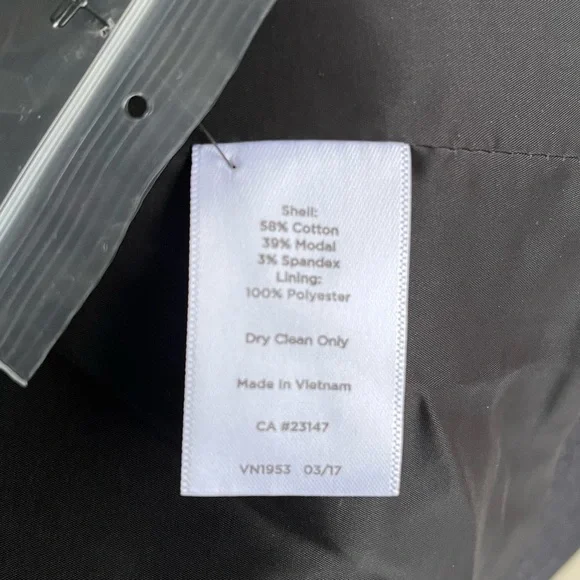 Shell:
58% Cotton
39% Modal
3% Spandex
Lining:
100% Polyester
Dry Clean Only
Made in Vietnam
CA #23147
VN1953 03/17